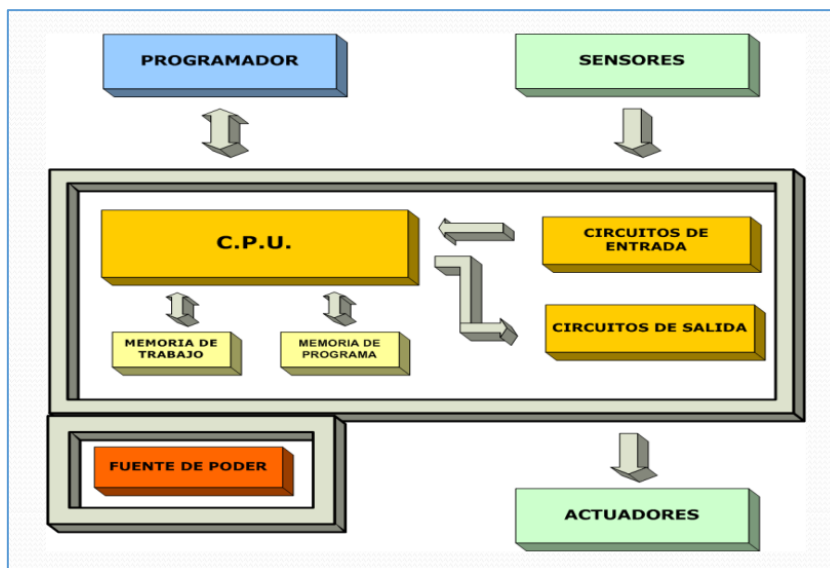 PROGRAMADOR
SENSORES
C.P.U.
CIRCUITOS DE
ENTRADA
CIRCUITOS DE SALIDA
MEMORIA DE
TRABAJO
MEMORIA DE
PROGRAMA
FUENTE DE PODER
ACTUADORES